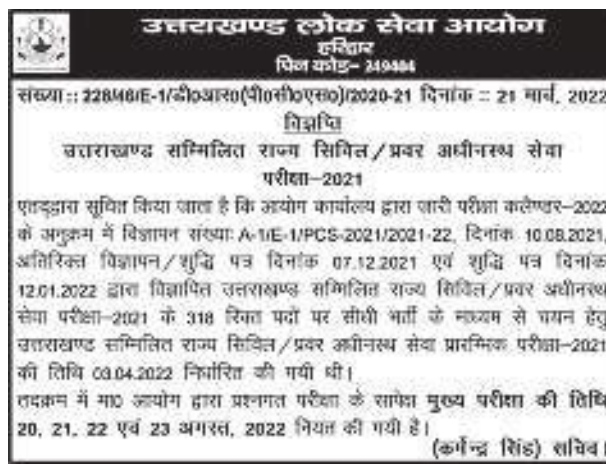 उत्तराखण्ड लोक सेवा आयोग
हरिद्वार
पिन कोड– 249404
संख्या :: 228/46/E-1/डी0आर0(पी0सी0एस0)/2020-21 दिनांक :: 21 मार्च, 2022
विज्ञप्ति
उत्तराखण्ड सम्मिलित राज्य सिविल/प्रवर अधीनस्थ सेवा
परीक्षा–2021
एतद्द्वारा सूचित किया जाता है कि आयोग कार्यालय द्वारा जारी परीक्षा कलेण्डर–2022
के अनुक्रम में विज्ञापन संख्याः A-1/E-1/PCS-2021/2021-22, दिनांक 10.08.2021,
अतिरिक्त विज्ञापन/शुद्धि पत्र दिनांक 07.12.2021 एवं शुद्धि पत्र दिनांक
12.01.2022 द्वारा विज्ञापित उत्तराखण्ड सम्मिलित राज्य सिविल/प्रवर अधीनस्थ
सेवा परीक्षा–2021 के 318 रिक्त पदों पर सीधी भर्ती के माध्यम से चयन हेतु
उत्तराखण्ड सम्मिलित राज्य सिविल/प्रवर अधीनस्थ सेवा प्रारम्भिक परीक्षा–2021
की तिथि 03.04.2022 निर्धारित की गयी थी।
तद्क्रम में मा0 आयोग द्वारा प्रश्नगत परीक्षा के सापेक्ष मुख्य परीक्षा की तिथि
20, 21, 22 एवं 23 अगस्त, 2022 नियत की गयी है।
(कर्मेन्द्र सिंह) सचिव।